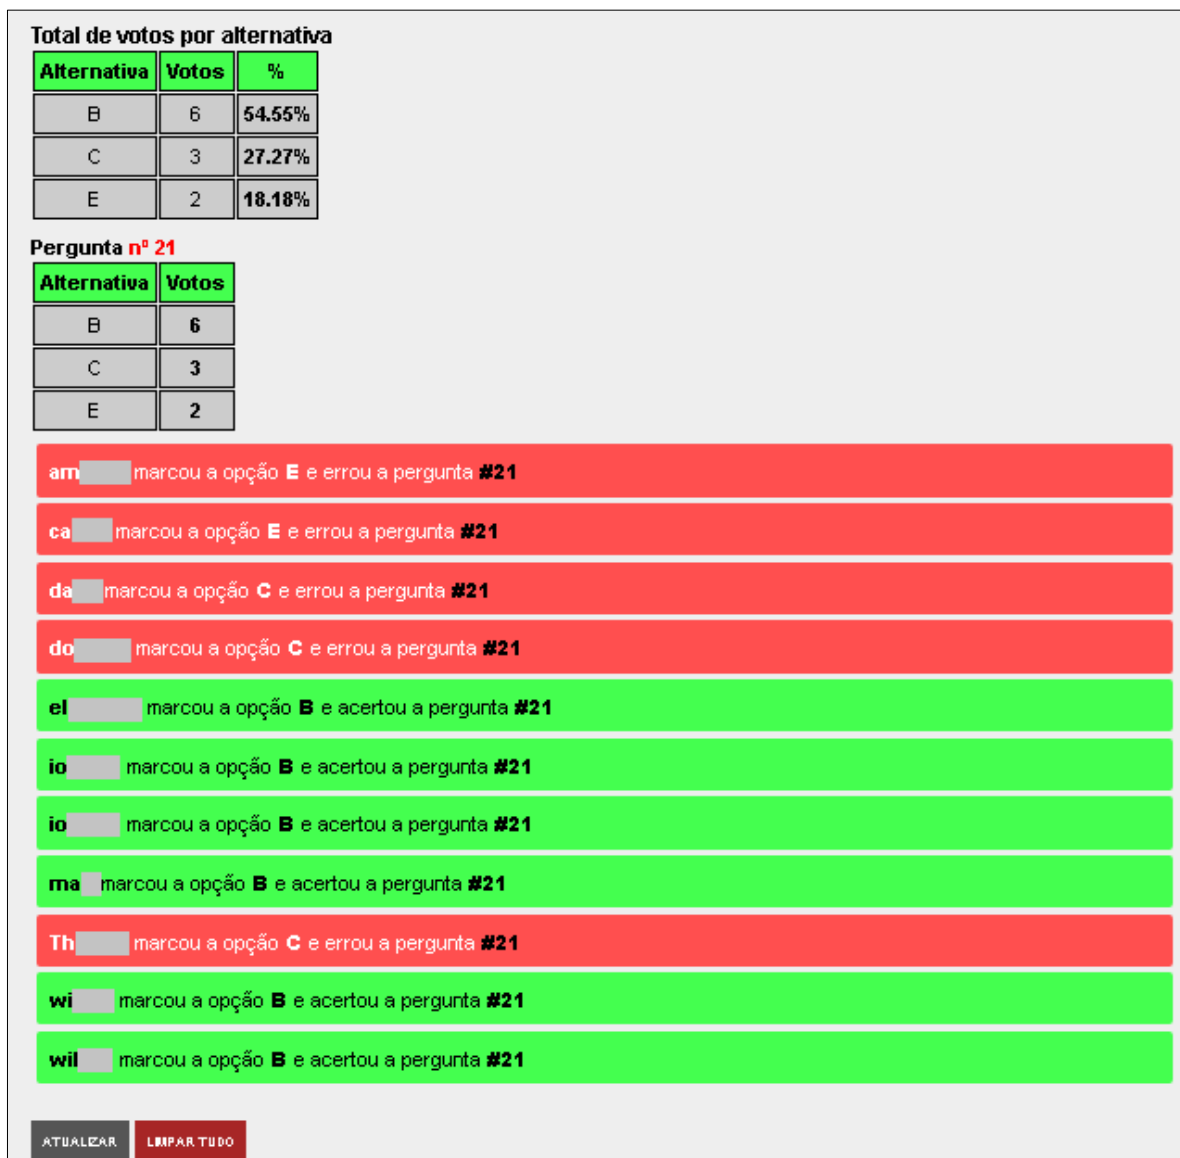 Total de votos por alternativa
Alternativa Votos %
B 6 54.55%
C 3 27.27%
E 2 18.18%
Pergunta nº 21
Alternativa Votos
B 6
C 3
E 2
arn marcou a opção E e errou a pergunta #21
ca marcou a opção E e errou a pergunta #21
da marcou a opção C e errou a pergunta #21
do marcou a opção C e errou a pergunta #21
el marcou a opção B e acertou a pergunta #21
io marcou a opção B e acertou a pergunta #21
io marcou a opção B e acertou a pergunta #21
ma marcou a opção B e acertou a pergunta #21
Th marcou a opção C e errou a pergunta #21
wi marcou a opção B e acertou a pergunta #21
wil marcou a opção B e acertou a pergunta #21
ATUALIZAR LIMPAR TUDO